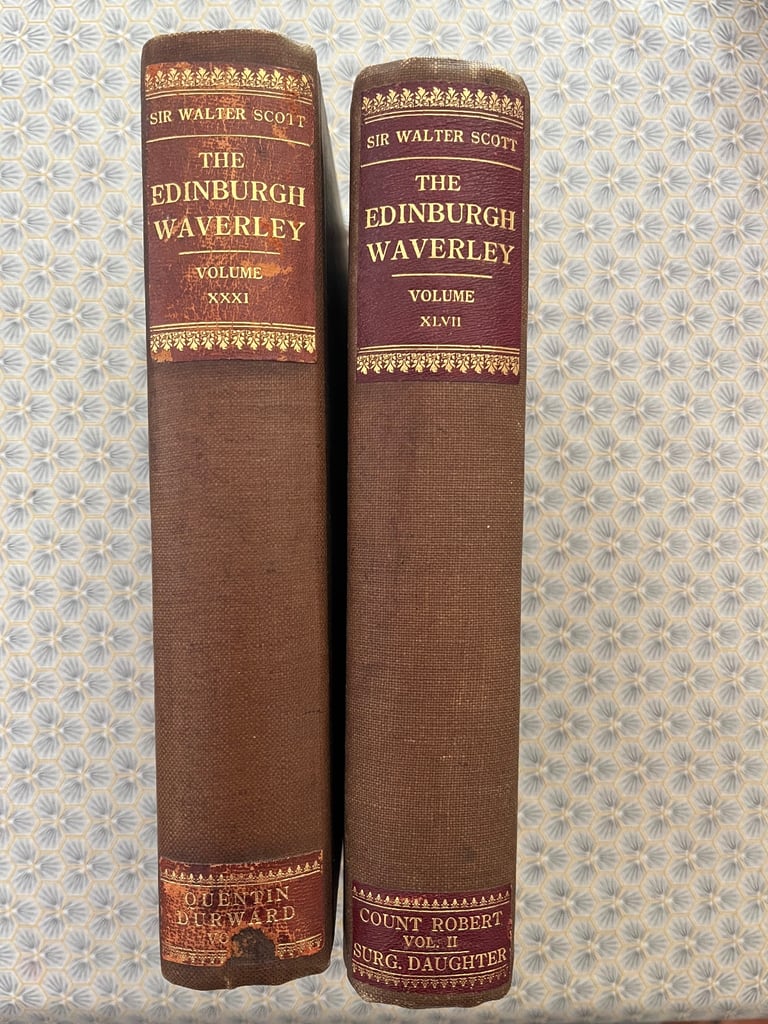 SIR WALTER SCOTT
THE
EDINBURGH
WAVERLEY
VOLUME
XXXI
QUENTIN
DURWARD
SIR WALTER SCOTT
THE
EDINBURGH
WAVERLEY
VOLUME
XLVII
COUNT ROBERT
VOL. II
SURG. DAUGHTER